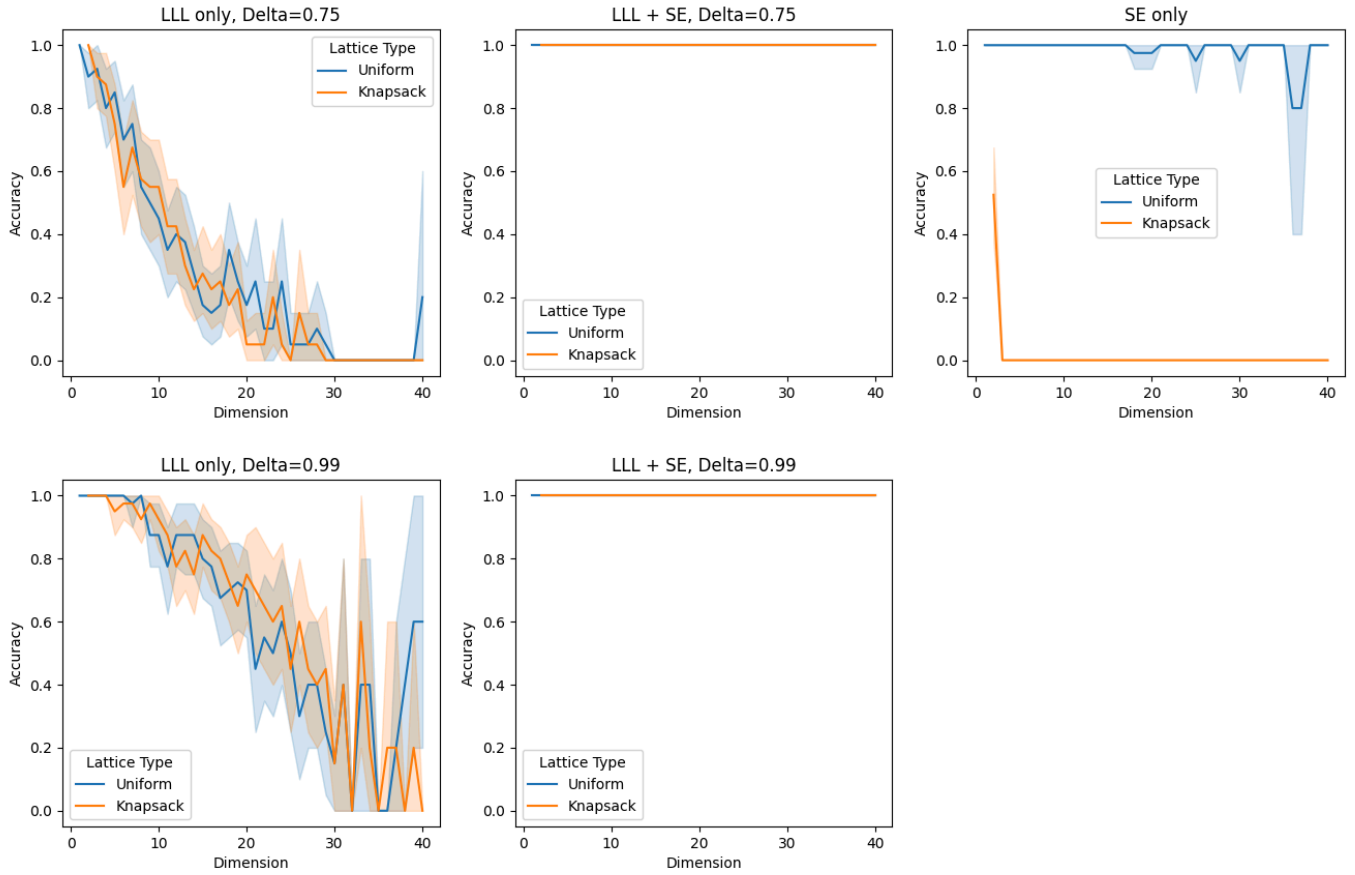 LLL only, Delta=0.75
Accuracy
1.0
0.8
0.6
0.4
0.2
0.0
Lattice Type
Uniform
Knapsack
0 10 20 30 40
Dimension
LLL + SE, Delta=0.75
Accuracy
1.0
0.8
0.6
0.4
0.2
0.0
Lattice Type
Uniform
Knapsack
0 10 20 30 40
Dimension
SE only
Accuracy
1.0
0.8
0.6
0.4
0.2
0.0
Lattice Type
Uniform
Knapsack
0 10 20 30 40
Dimension
LLL only, Delta=0.99
Accuracy
1.0
0.8
0.6
0.4
0.2
0.0
Lattice Type
Uniform
Knapsack
0 10 20 30 40
Dimension
LLL + SE, Delta=0.99
Accuracy
1.0
0.8
0.6
0.4
0.2
0.0
Lattice Type
Uniform
Knapsack
0 10 20 30 40
Dimension